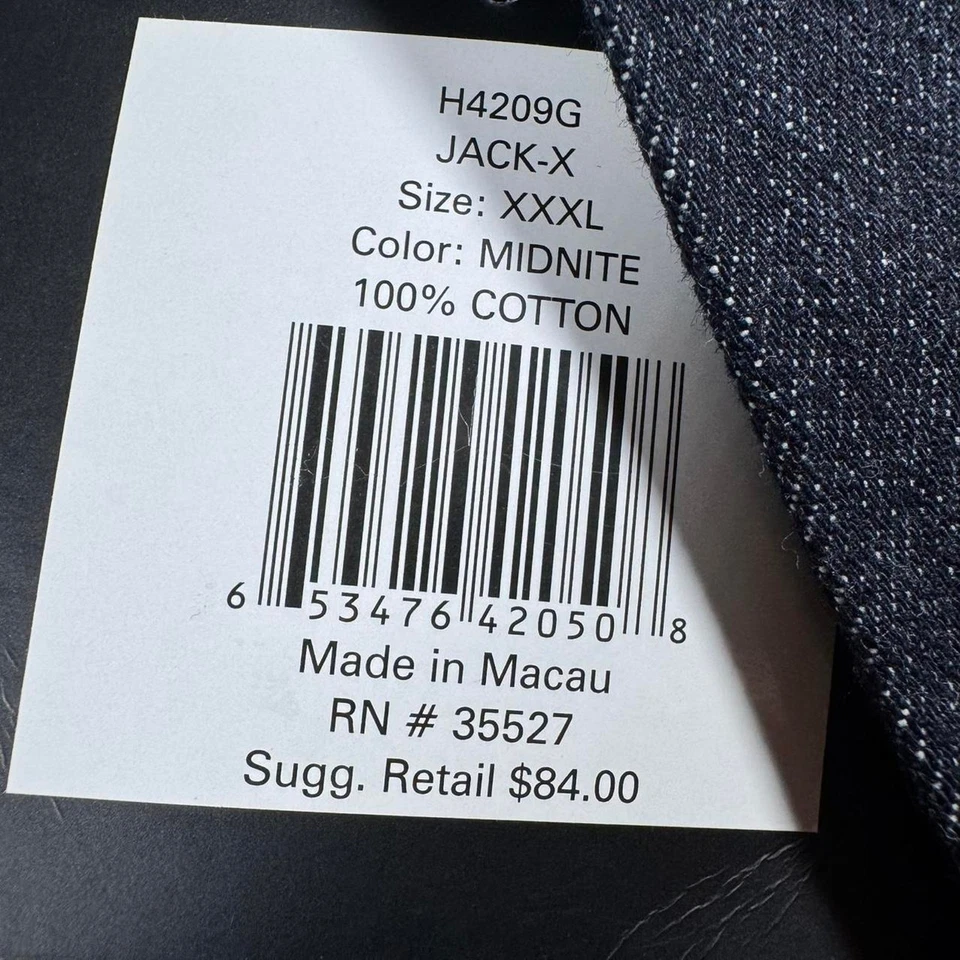 H4209G
JACK-X
Size: XXXL
Color: MIDNITE
100% COTTON
6 53476 42050 8
Made in Macau
RN # 35527
Sugg. Retail $84.00